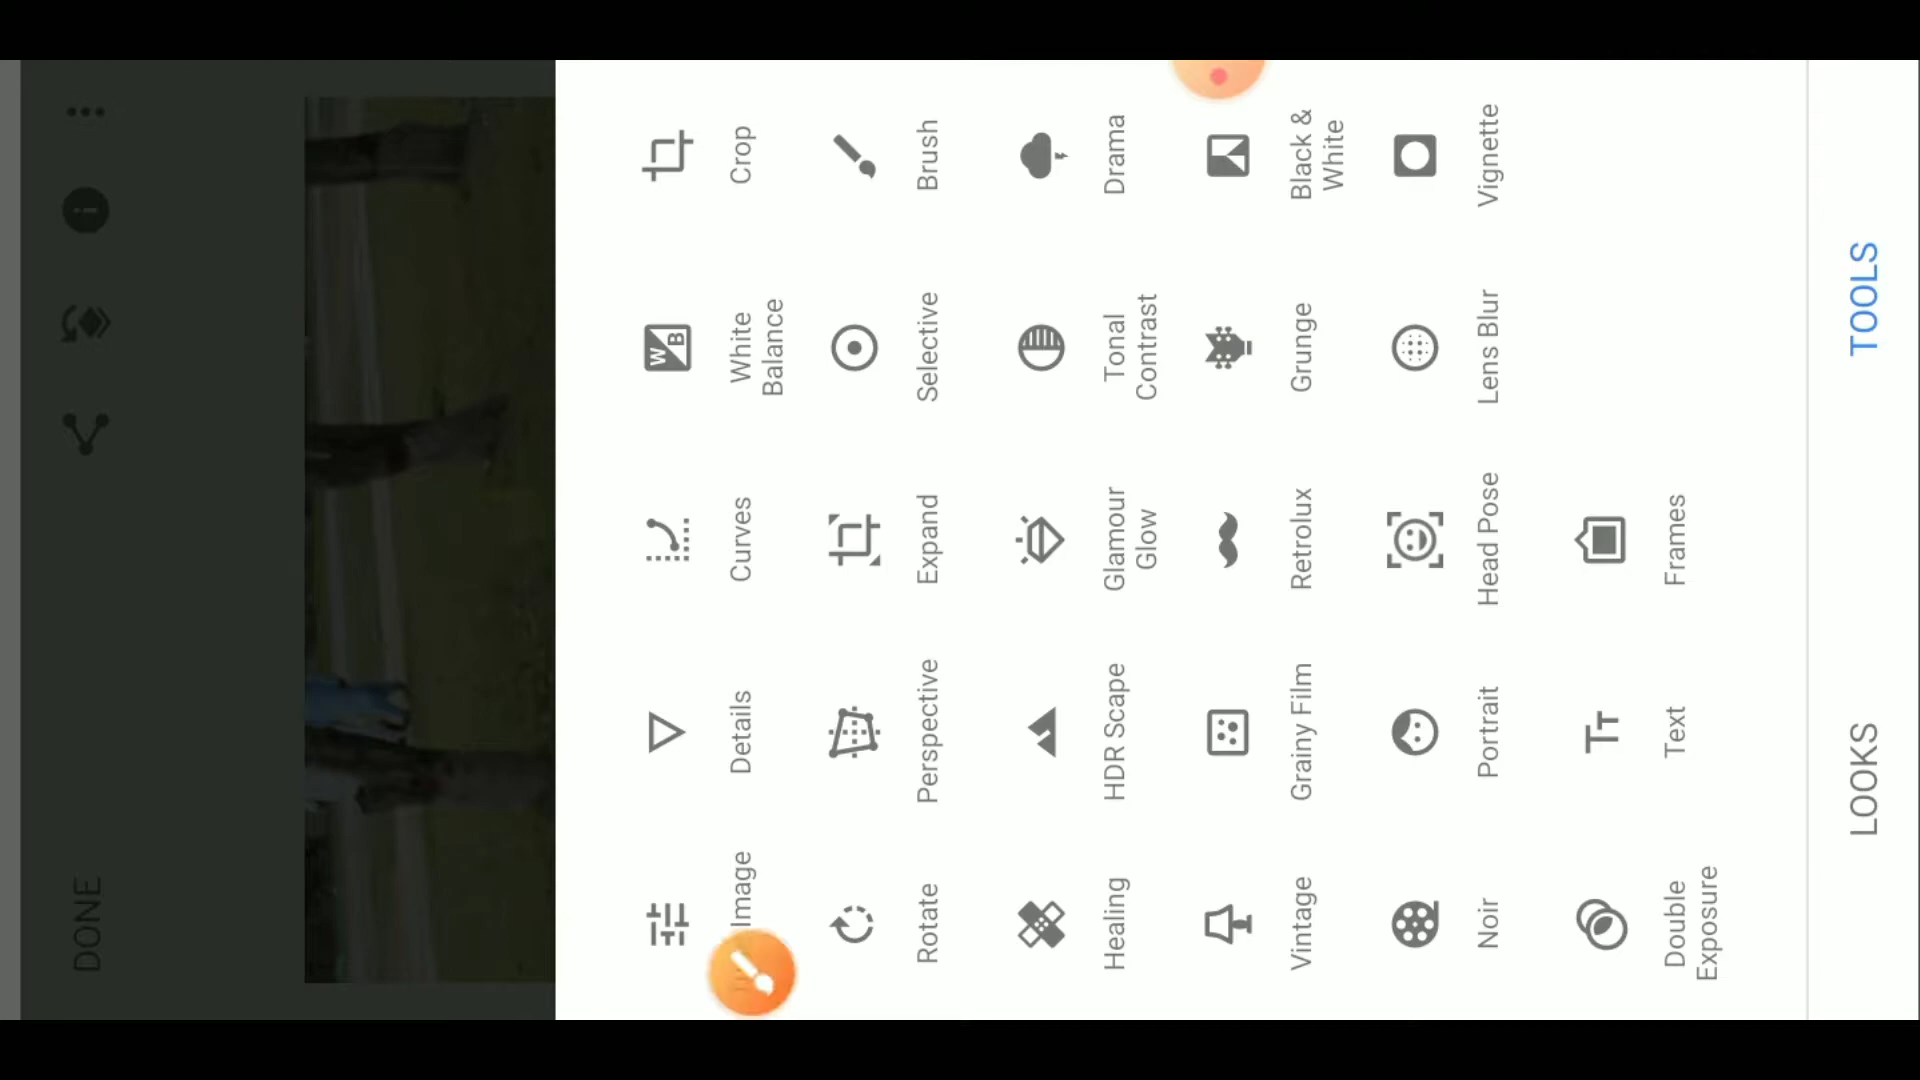 DONE
Image
Details
Curves
White
Balance
Crop
Rotate
Perspective
Expand
Selective
Brush
Healing
HDR Scape
Glamour
Glow
Tonal
Contrast
Drama
Vintage
Grainy Film
Retrolux
Grunge
Black &
White
Noir
Portrait
Head Pose
Lens Blur
Vignette
Double
Exposure
Text
Frames
LOOKS
TOOLS